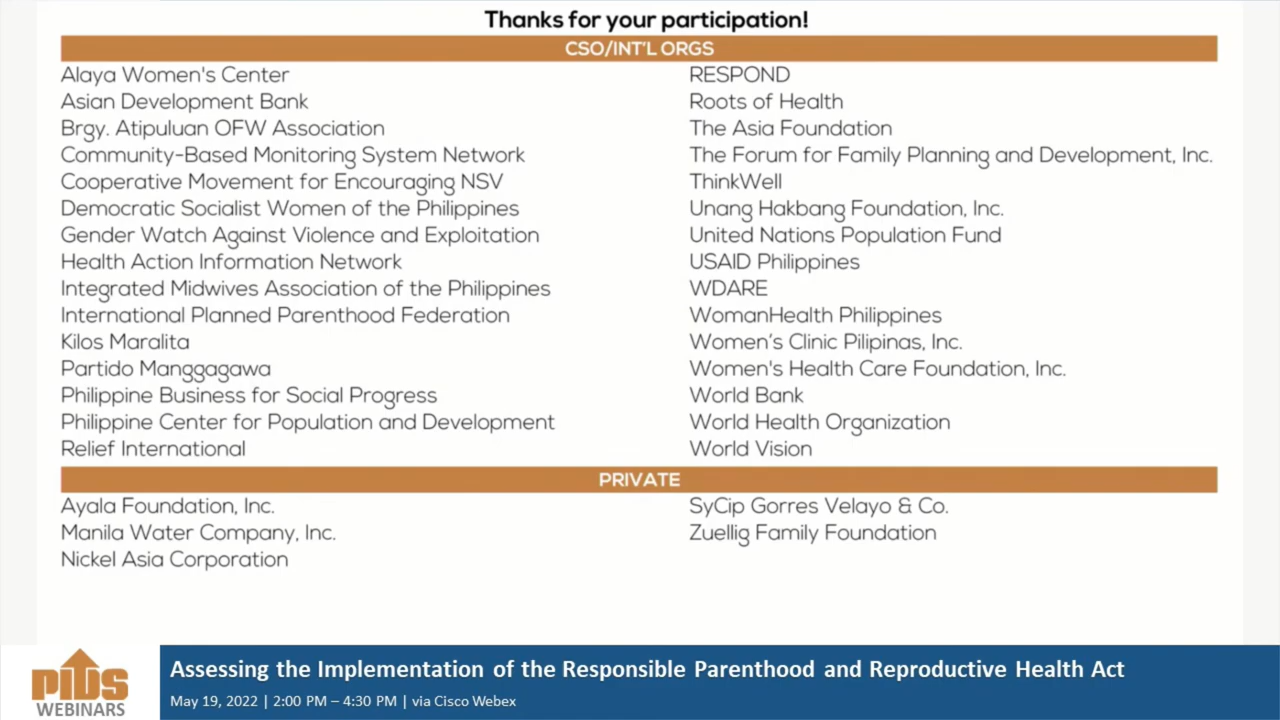 Thanks for your participation!
CSO/INT'L ORGS
Alaya Women's Center
Asian Development Bank
Brgy. Atipuluan OFW Association
Community-Based Monitoring System Network
Cooperative Movement for Encouraging NSV
Democratic Socialist Women of the Philippines
Gender Watch Against Violence and Exploitation
Health Action Information Network
Integrated Midwives Association of the Philippines
International Planned Parenthood Federation
Kilos Maralita
Partido Manggagawa
Philippine Business for Social Progress
Philippine Center for Population and Development
Relief International
RESPOND
Roots of Health
The Asia Foundation
The Forum for Family Planning and Development, Inc.
ThinkWell
Unang Hakbang Foundation, Inc.
United Nations Population Fund
USAID Philippines
WDARE
WomanHealth Philippines
Women's Clinic Pilipinas, Inc.
Women's Health Care Foundation, Inc.
World Bank
World Health Organization
World Vision
PRIVATE
Ayala Foundation, Inc.
Manila Water Company, Inc.
Nickel Asia Corporation
SyCip Gorres Velayo & Co.
Zuellig Family Foundation
PIDS
WEBINARS
Assessing the Implementation of the Responsible Parenthood and Reproductive Health Act
May 19, 2022 | 2:00 PM – 4:30 PM | via Cisco Webex